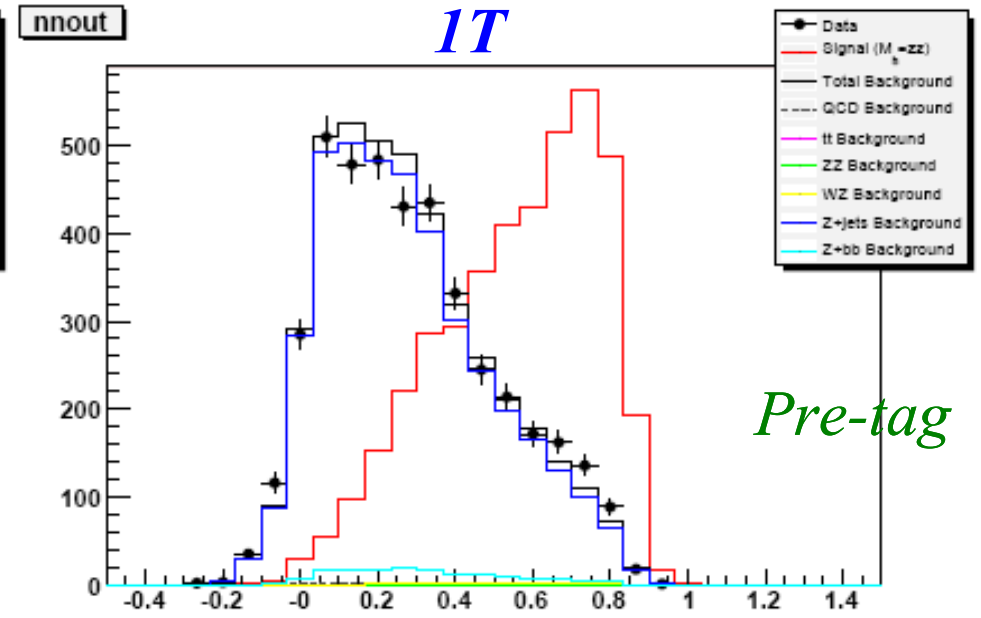 nnout
1T
Data
Signal (M_h=zz)
Total Background
QCD Background
tt Background
ZZ Background
WZ Background
Z+jets Background
Z+bb Background
Pre-tag
500
400
300
200
100
0
-0.4 -0.2 -0 0.2 0.4 0.6 0.8 1 1.2 1.4